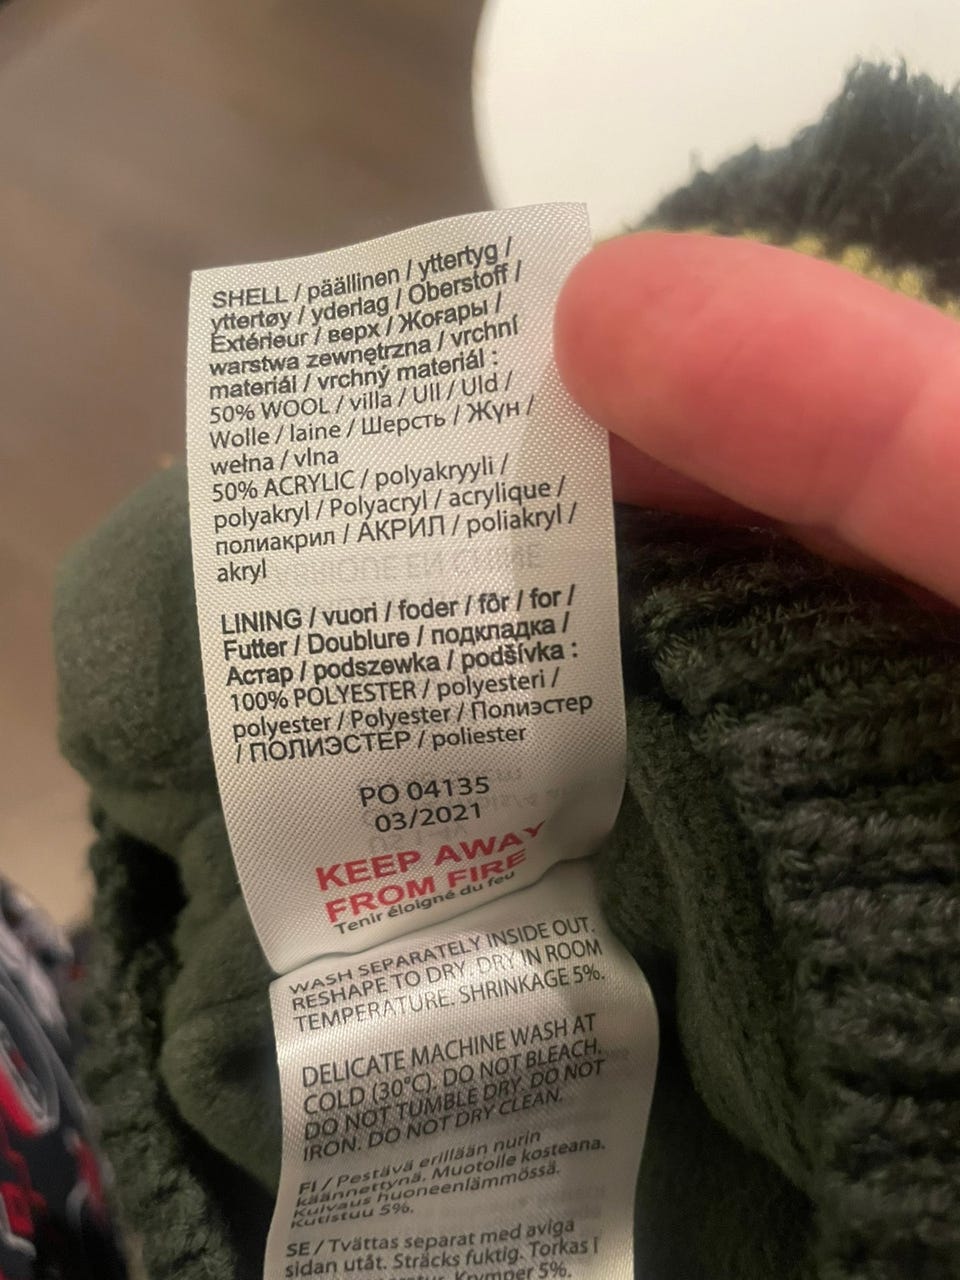 SHELL / päällinen / yttertyg /
yttertøy / yderlag / Oberstoff /
Extérieur / верх / Жоғары /
warstwa zewnętrzna / vrchní
materiál / vrchný materiál :
50% WOOL / villa / Ull / Uld /
Wolle / laine / Шерсть / Жүн /
wełna / vlna
50% ACRYLIC / polyakryyli /
polyakryl / Polyacryl / acrylique /
полиакрил / АКРИЛ / poliakryl /
akryl
LINING / vuori / foder / fôr / for /
Futter / Doublure / подкладка /
Астар / podszewka / podšívka :
100% POLYESTER / polyesteri /
polyester / Polyester / Полиэстер
/ ПОЛИЭСТЕР / poliester
PO 04135
03/2021
KEEP AWAY
FROM FIRE
Tenir éloigné du feu
WASH SEPARATELY INSIDE OUT.
RESHAPE TO DRY. DRY IN ROOM
TEMPERATURE. SHRINKAGE 5%.
DELICATE MACHINE WASH AT
COLD (30°C). DO NOT BLEACH.
DO NOT TUMBLE DRY. DO NOT
IRON. DO NOT DRY CLEAN.
FI / Pestävä erillään nurin
käännettynä. Muotoile kosteana.
Kuivaus huoneenlämmössä.
Kutistuu 5%.
SE / Tvättas separat med aviga
sidan utåt. Sträcks fuktig. Torkas i
Krymper 5%.